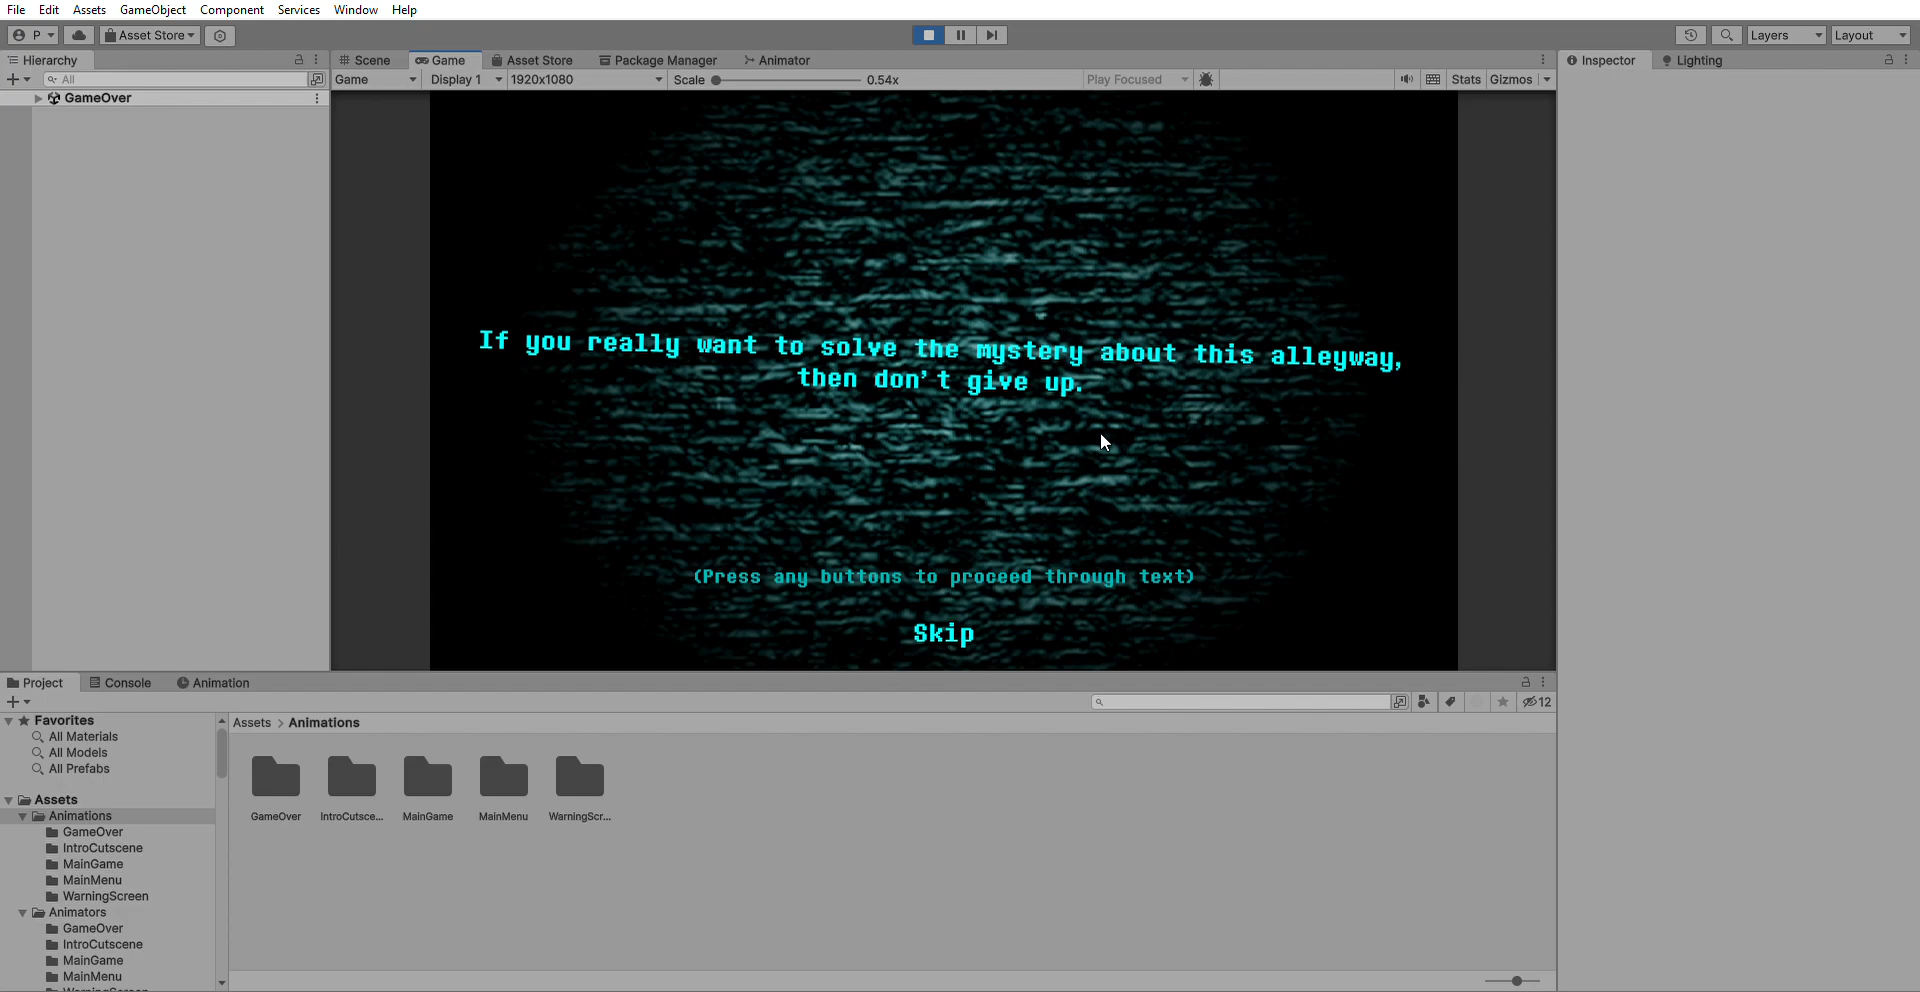 File Edit Assets GameObject Component Services Window Help
P Asset Store Layers Layout
Hierarchy Scene Game Asset Store Package Manager Animator Inspector Lighting
All Game Display 1 1920x1080 Scale 0.54x Play Focused Stats Gizmos
GameOver
If you really want to solve the mystery about this alleyway,
then don't give up.
(Press any buttons to proceed through text)
Skip
Project Console Animation
12
Favorites
All Materials
All Models
All Prefabs
Assets
Animations
GameOver
IntroCutscene
MainGame
MainMenu
WarningScreen
Animators
GameOver
IntroCutscene
MainGame
MainMenu
Assets > Animations
GameOver IntroCutsce... MainGame MainMenu WarningScr...